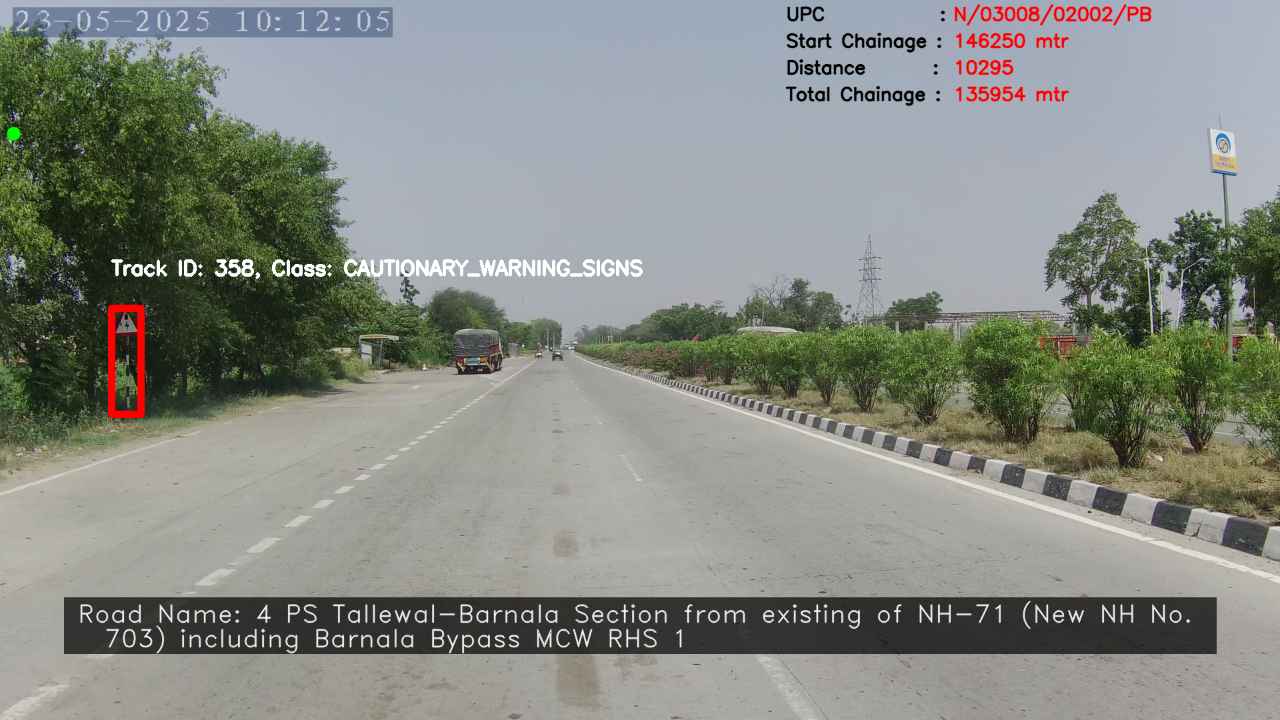 23-05-2025 10:12:05
UPC : N/03008/02002/PB
Start Chainage : 146250 mtr
Distance : 10295
Total Chainage : 135954 mtr
Track ID: 358, Class: CAUTIONARY_WARNING_SIGNS
Road Name: 4 PS Tallewal-Barnala Section from existing of NH-71 (New NH No.
703) including Barnala Bypass MCW RHS 1